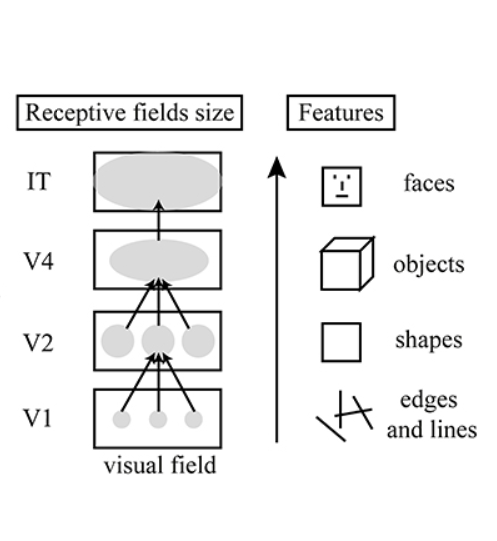 Receptive fields size
Features
IT
faces
V4
objects
V2
shapes
V1
edges
and lines
visual field